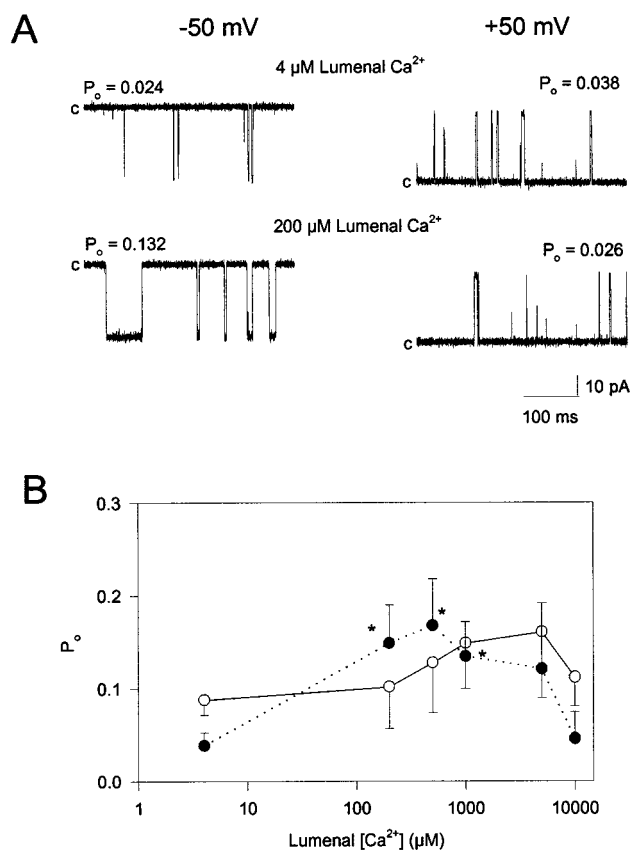 A
-50 mV +50 mV
4 µM Lumenal Ca2+
Po = 0.024 Po = 0.038
c c
200 µM Lumenal Ca2+
Po = 0.132 Po = 0.026
c c
10 pA
100 ms
B
0.3
0.2
0.1
0.0
Po
* * *
1 10 100 1000 10000
Lumenal [Ca2+] (µM)